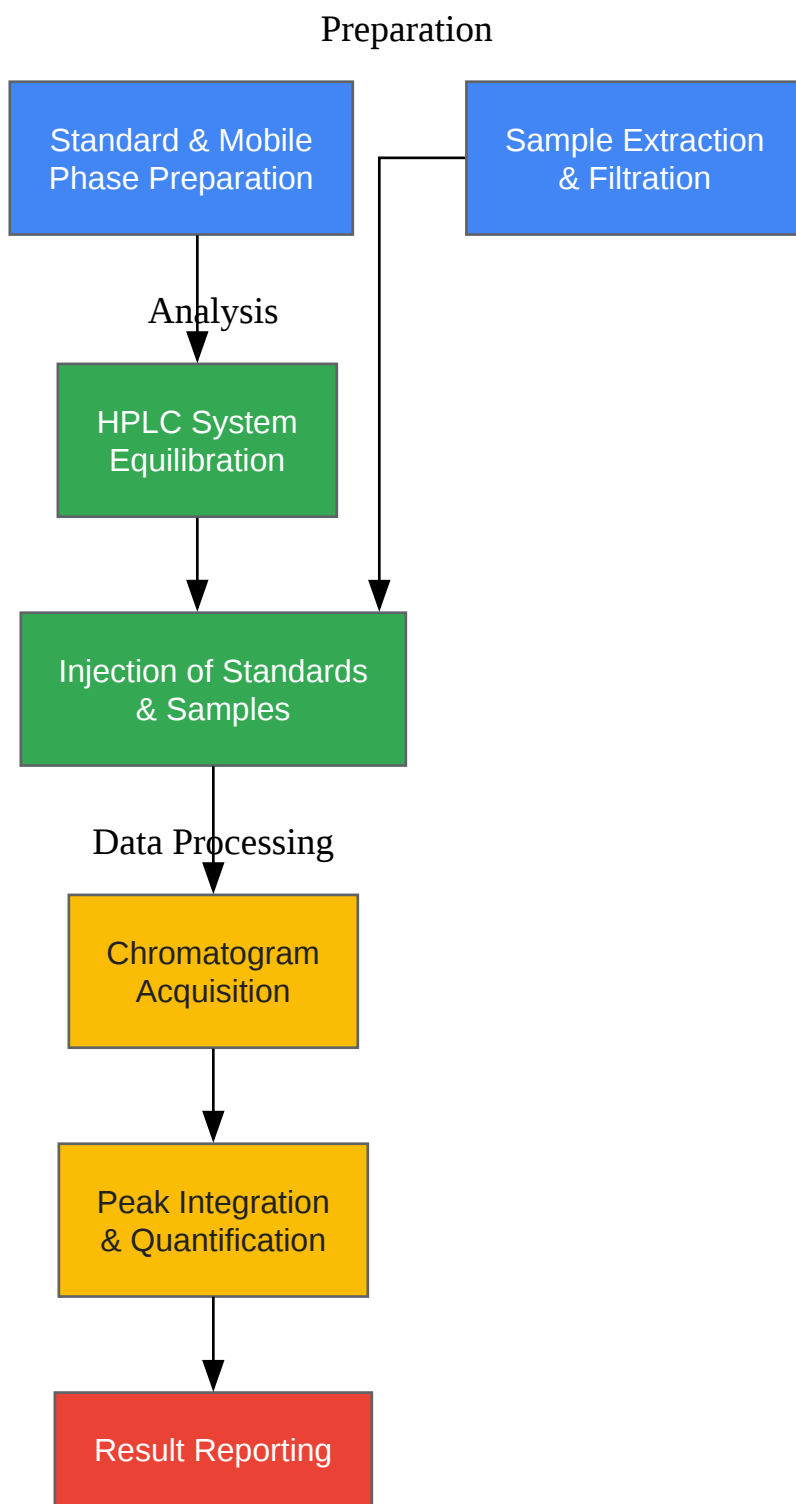 Preparation
Standard & Mobile
Phase Preparation
Sample Extraction
& Filtration
Analysis
HPLC System
Equilibration
Injection of Standards
& Samples
Data Processing
Chromatogram
Acquisition
Peak Integration
& Quantification
Result Reporting